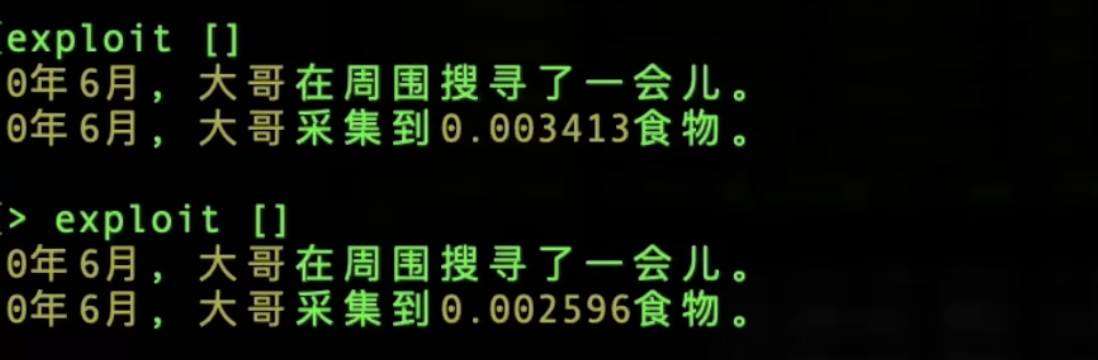 exploit []
0年6月，大哥在周围搜寻了一会儿。
0年6月，大哥采集到0.003413食物。
> exploit []
0年6月，大哥在周围搜寻了一会儿。
0年6月，大哥采集到0.002596食物。